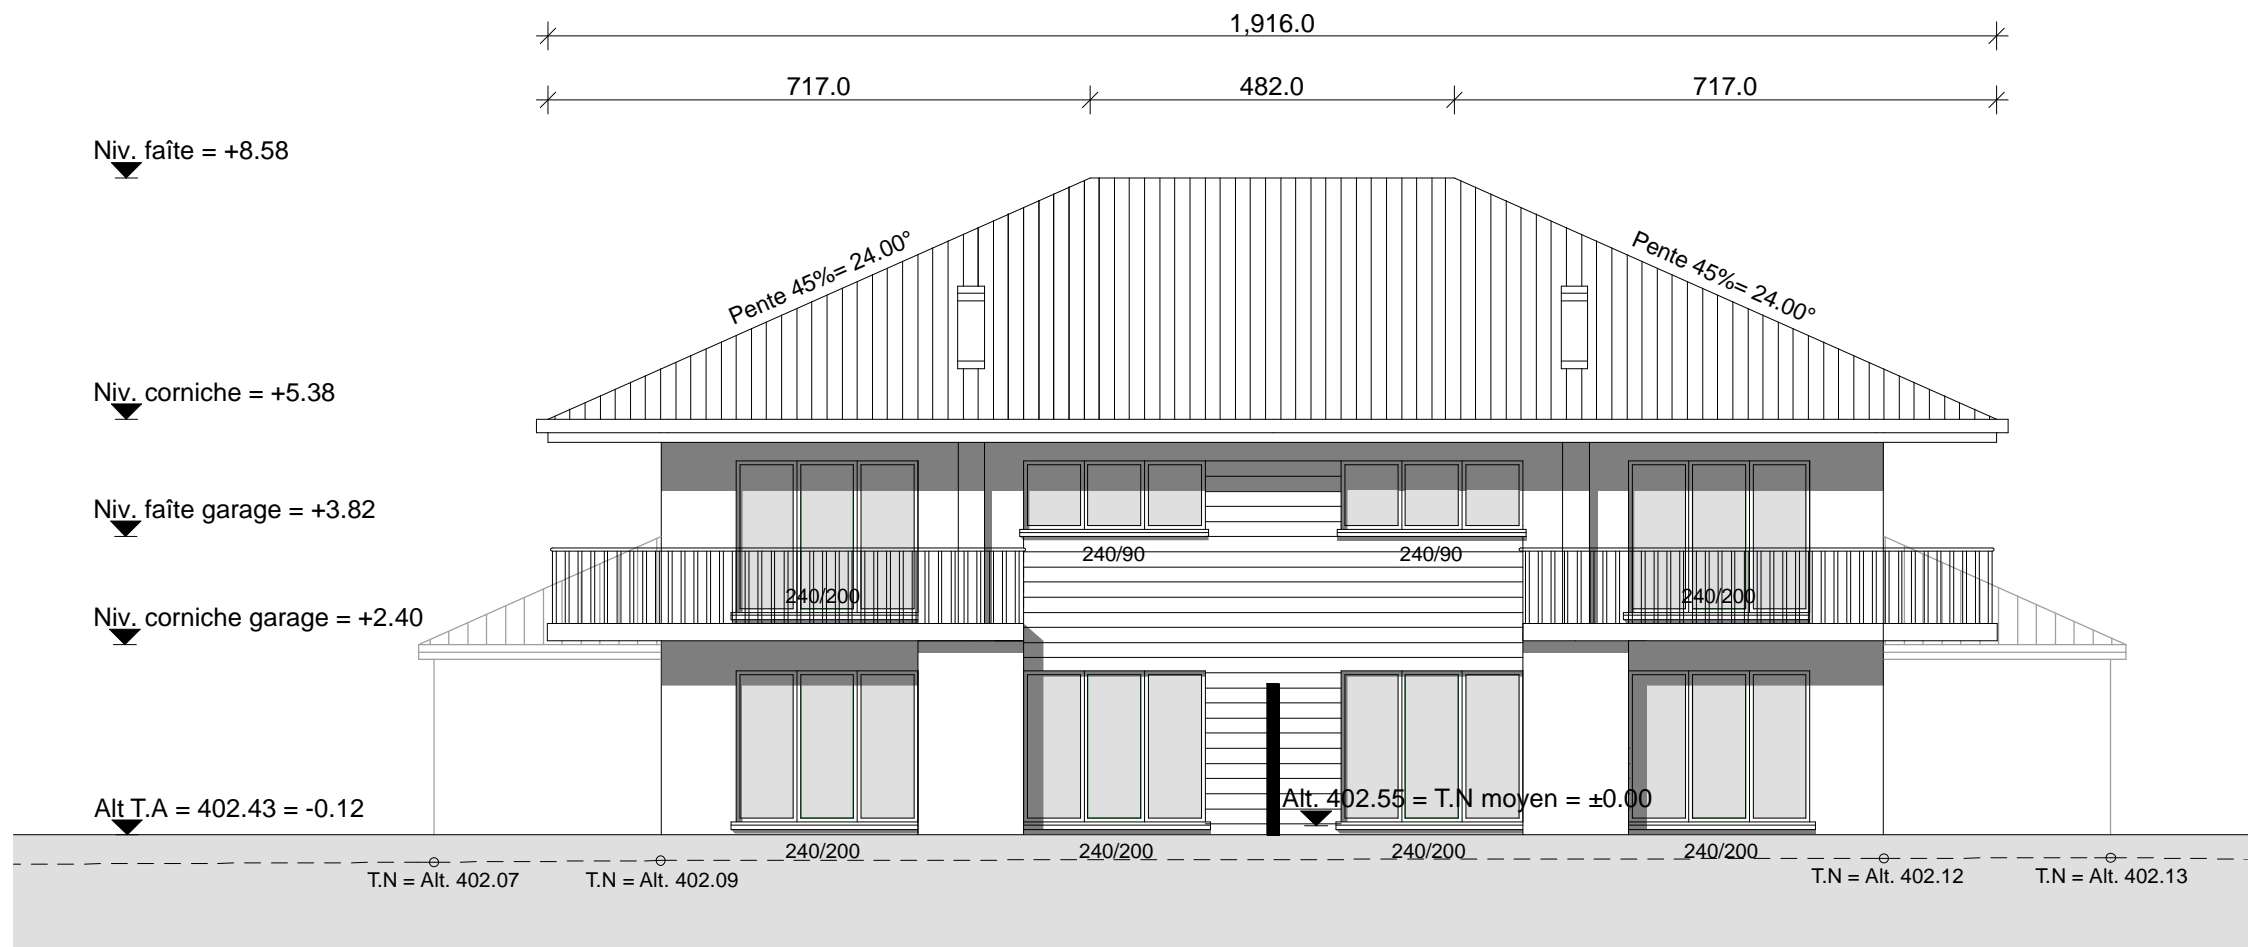 1,916.0
717.0
482.0
717.0
Niv. faîte = +8.58
Pente 45%= 24.00°
Pente 45%= 24.00°
Niv. corniche = +5.38
Niv. faîte garage = +3.82
240/90
240/90
240/200
240/200
Niv. corniche garage = +2.40
Alt T.A = 402.43 = -0.12
Alt. 402.55 = T.N moyen = ±0.00
240/200
240/200
240/200
240/200
T.N = Alt. 402.07
T.N = Alt. 402.09
T.N = Alt. 402.12
T.N = Alt. 402.13